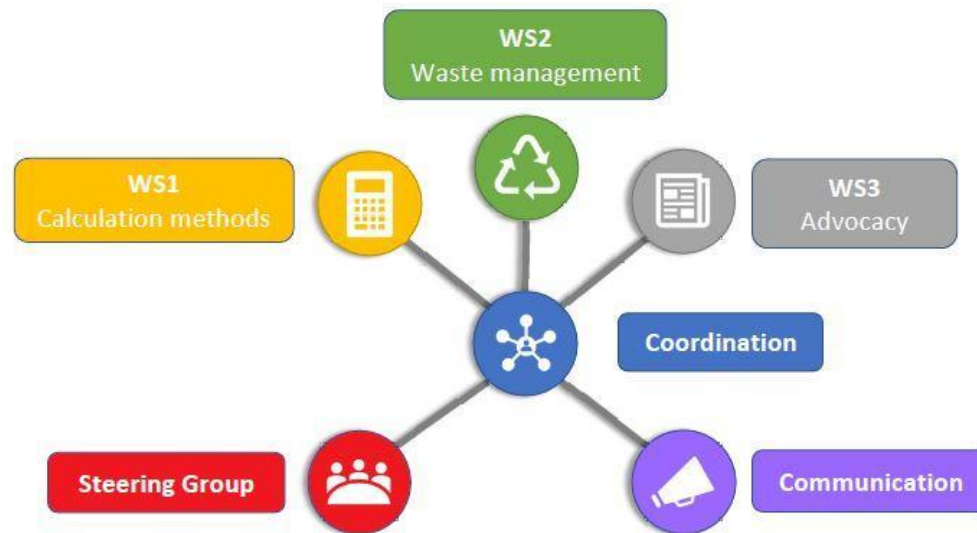 WS2
Waste management
WS1
Calculation methods
WS3
Advocacy
Coordination
Steering Group
Communication